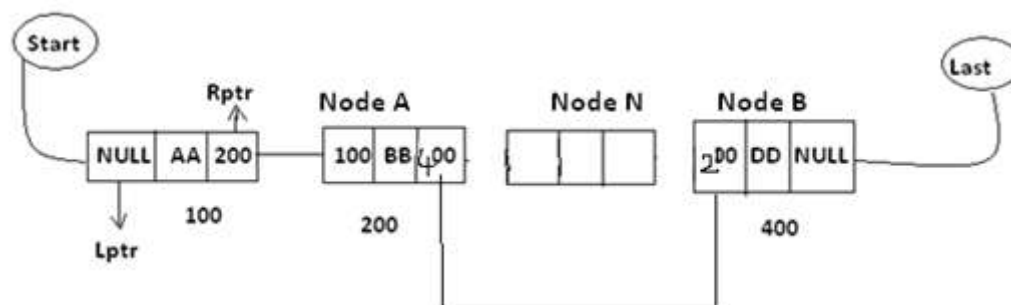 Start
Last
Rptr
Node A
Node N
Node B
NULL AA 200
100 BB 400
200 DD NULL
100
200
400
Lptr